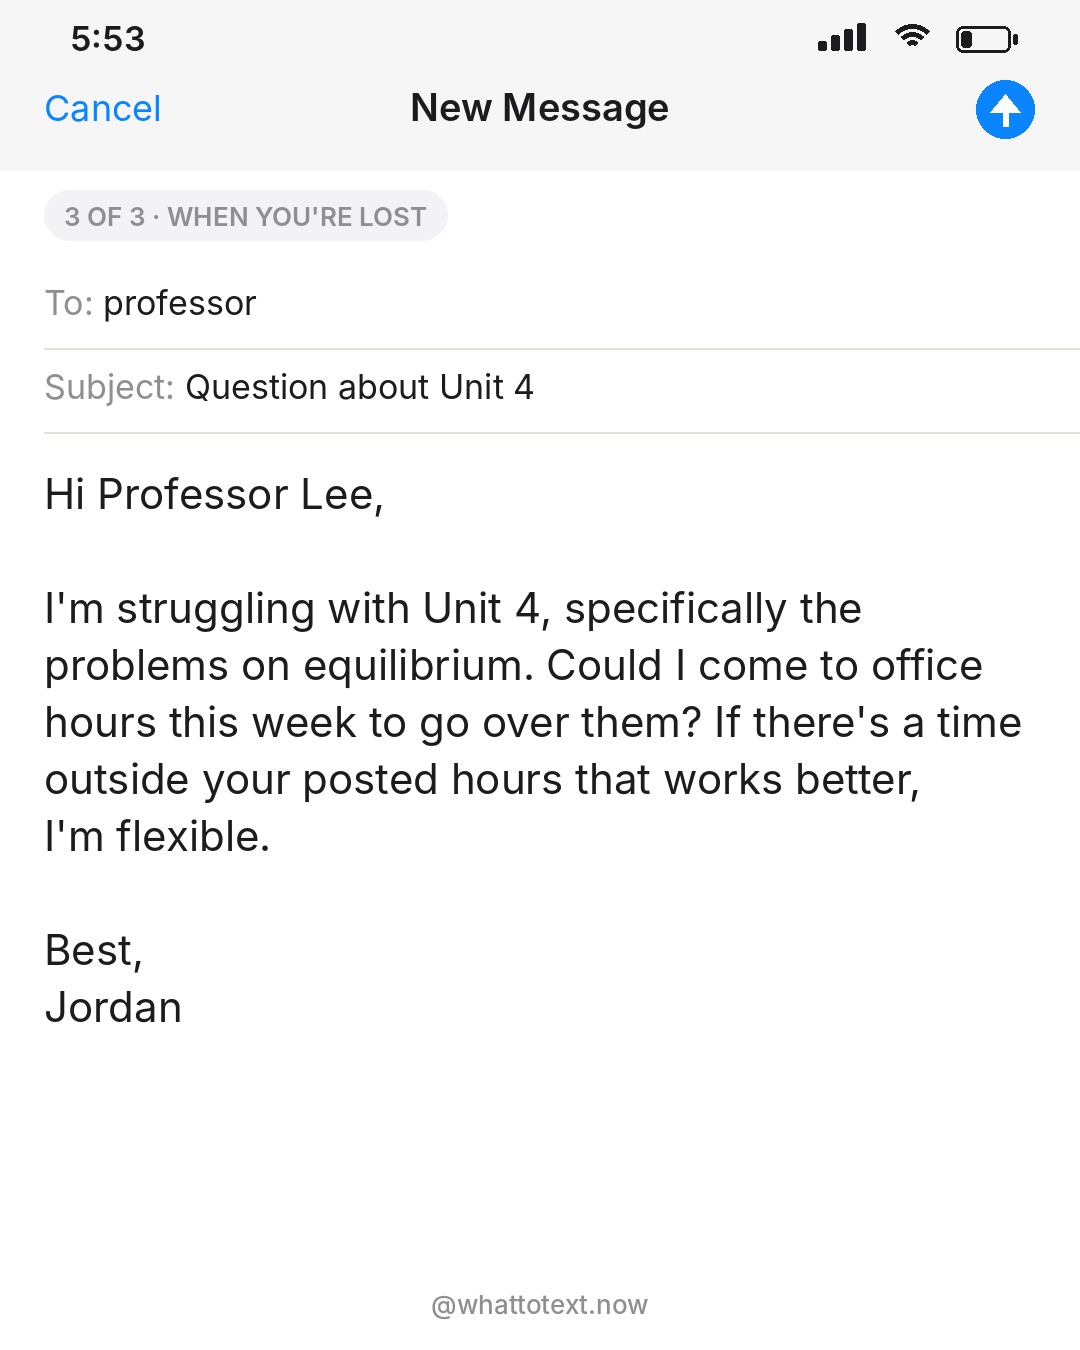 5:53
Cancel New Message
3 OF 3 · WHEN YOU'RE LOST
To: professor
Subject: Question about Unit 4
Hi Professor Lee,
I'm struggling with Unit 4, specifically the
problems on equilibrium. Could I come to office
hours this week to go over them? If there's a time
outside your posted hours that works better,
I'm flexible.
Best,
Jordan
@whattotext.now